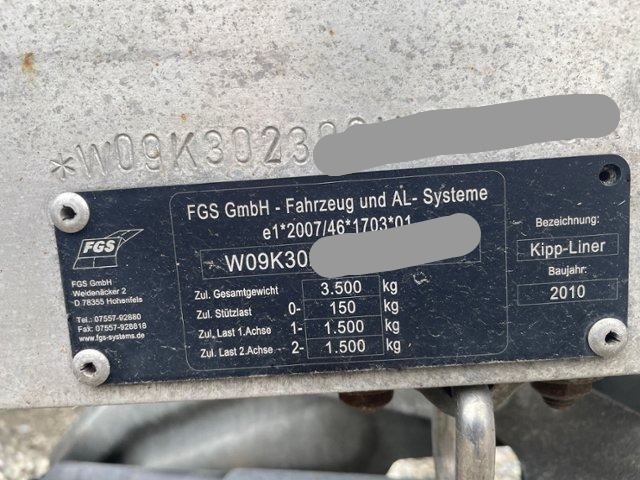 *W09K3023
FGS GmbH - Fahrzeug und AL- Systeme
e1*2007/46*1703*01
W09K30
FGS
FGS GmbH
Weidenäcker 2
D 78355 Hohenfels
Tel.: 07557-92880
Fax: 07557-928818
www.fgs-systems.de
Zul. Gesamtgewicht 3.500 kg
Zul. Stützlast 0- 150 kg
Zul. Last 1.Achse 1- 1.500 kg
Zul. Last 2.Achse 2- 1.500 kg
Bezeichnung:
Kipp-Liner
Baujahr:
2010